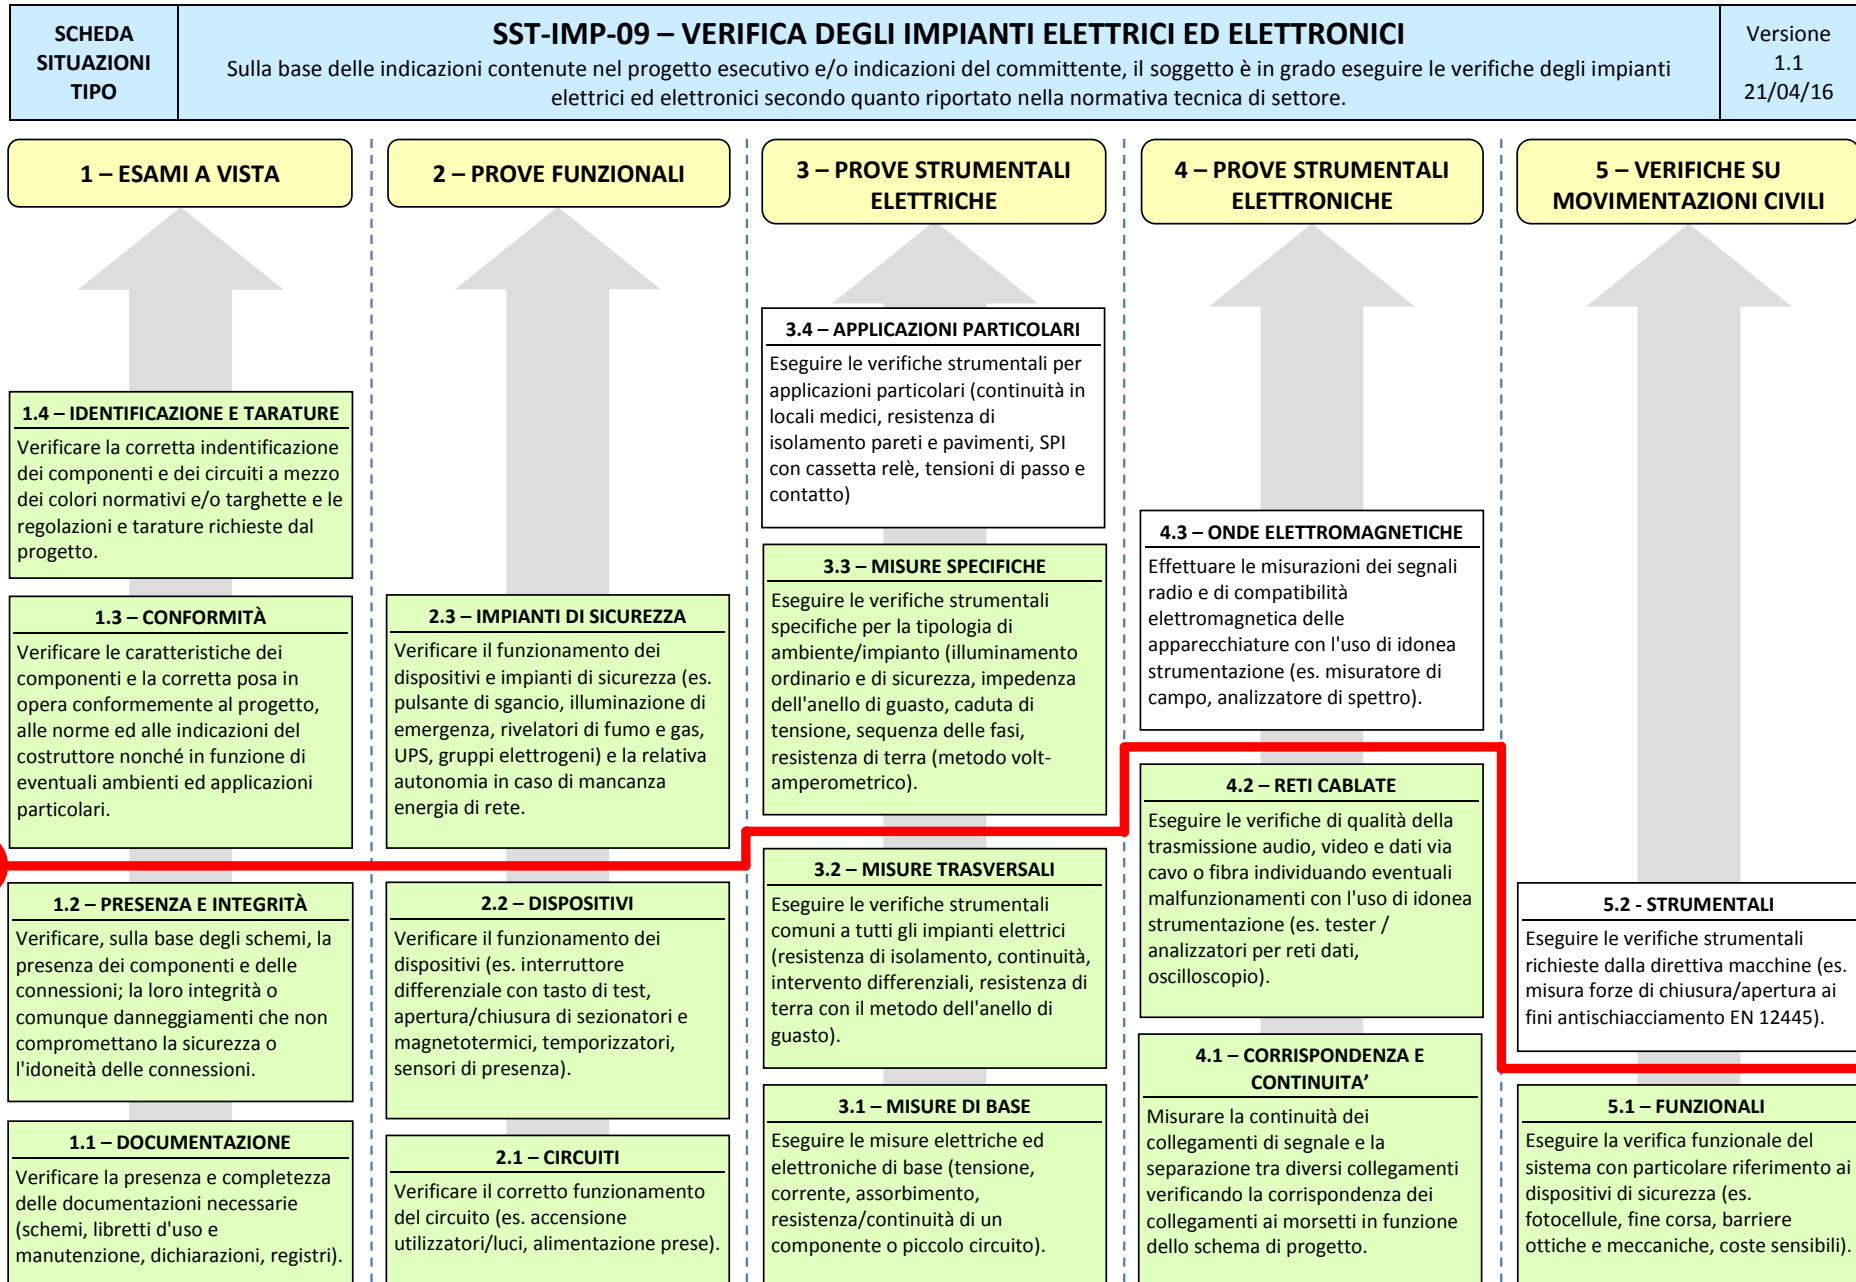 SCHEDA
SITUAZIONI
TIPO
SST-IMP-09 – VERIFICA DEGLI IMPIANTI ELETTRICI ED ELETTRONICI
Sulla base delle indicazioni contenute nel progetto esecutivo e/o indicazioni del committente, il soggetto è in grado eseguire le verifiche degli impianti
elettrici ed elettronici secondo quanto riportato nella normativa tecnica di settore.
Versione
1.1
21/04/16
1 – ESAMI A VISTA
1.4 – IDENTIFICAZIONE E TARATURE
Verificare la corretta indentificazione
dei componenti e dei circuiti a mezzo
dei colori normativi e/o targhette e le
regolazioni e tarature richieste dal
progetto.
1.3 – CONFORMITÀ
Verificare le caratteristiche dei
componenti e la corretta posa in
opera conformemente al progetto,
alle norme ed alle indicazioni del
costruttore nonché in funzione di
eventuali ambienti ed applicazioni
particolari.
1.2 – PRESENZA E INTEGRITÀ
Verificare, sulla base degli schemi, la
presenza dei componenti e delle
connessioni; la loro integrità o
comunque danneggiamenti che non
compromettano la sicurezza o
l'idoneità delle connessioni.
1.1 – DOCUMENTAZIONE
Verificare la presenza e completezza
delle documentazioni necessarie
(schemi, libretti d'uso e
manutenzione, dichiarazioni, registri).
2 – PROVE FUNZIONALI
2.3 – IMPIANTI DI SICUREZZA
Verificare il funzionamento dei
dispositivi e impianti di sicurezza (es.
pulsante di sgancio, illuminazione di
emergenza, rivelatori di fumo e gas,
UPS, gruppi elettrogeni) e la relativa
autonomia in caso di mancanza
energia di rete.
2.2 – DISPOSITIVI
Verificare il funzionamento dei
dispositivi (es. interruttore
differenziale con tasto di test,
apertura/chiusura di sezionatori e
magnetotermici, temporizzatori,
sensori di presenza).
2.1 – CIRCUITI
Verificare il corretto funzionamento
del circuito (es. accensione
utilizzatori/luci, alimentazione prese).
3 – PROVE STRUMENTALI
ELETTRICHE
3.4 – APPLICAZIONI PARTICOLARI
Eseguire le verifiche strumentali per
applicazioni particolari (continuità in
locali medici, resistenza di
isolamento pareti e pavimenti, SPI
con cassetta relè, tensioni di passo e
contatto)
3.3 – MISURE SPECIFICHE
Eseguire le verifiche strumentali
specifiche per la tipologia di
ambiente/impianto (illuminamento
ordinario e di sicurezza, impedenza
dell'anello di guasto, caduta di
tensione, sequenza delle fasi,
resistenza di terra (metodo volt-
amperometrico).
3.2 – MISURE TRASVERSALI
Eseguire le verifiche strumentali
comuni a tutti gli impianti elettrici
(resistenza di isolamento, continuità,
intervento differenziali, resistenza di
terra con il metodo dell'anello di
guasto).
3.1 – MISURE DI BASE
Eseguire le misure elettriche ed
elettroniche di base (tensione,
corrente, assorbimento,
resistenza/continuità di un
componente o piccolo circuito).
4 – PROVE STRUMENTALI
ELETTRONICHE
4.3 – ONDE ELETTROMAGNETICHE
Effettuare le misurazioni dei segnali
radio e di compatibilità
elettromagnetica delle
apparecchiature con l'uso di idonea
strumentazione (es. misuratore di
campo, analizzatore di spettro).
4.2 – RETI CABLATE
Eseguire le verifiche di qualità della
trasmissione audio, video e dati via
cavo o fibra individuando eventuali
malfunzionamenti con l'uso di idonea
strumentazione (es. tester /
analizzatori per reti dati,
oscilloscopio).
4.1 – CORRISPONDENZA E
CONTINUITA’
Misurare la continuità dei
collegamenti di segnale e la
separazione tra diversi collegamenti
verificando la corrispondenza dei
collegamenti ai morsetti in funzione
dello schema di progetto.
5 – VERIFICHE SU
MOVIMENTAZIONI CIVILI
5.2 - STRUMENTALI
Eseguire le verifiche strumentali
richieste dalla direttiva macchine (es.
misura forze di chiusura/apertura ai
fini antischiacciamento EN 12445).
5.1 – FUNZIONALI
Eseguire la verifica funzionale del
sistema con particolare riferimento ai
dispositivi di sicurezza (es.
fotocellule, fine corsa, barriere
ottiche e meccaniche, coste sensibili).